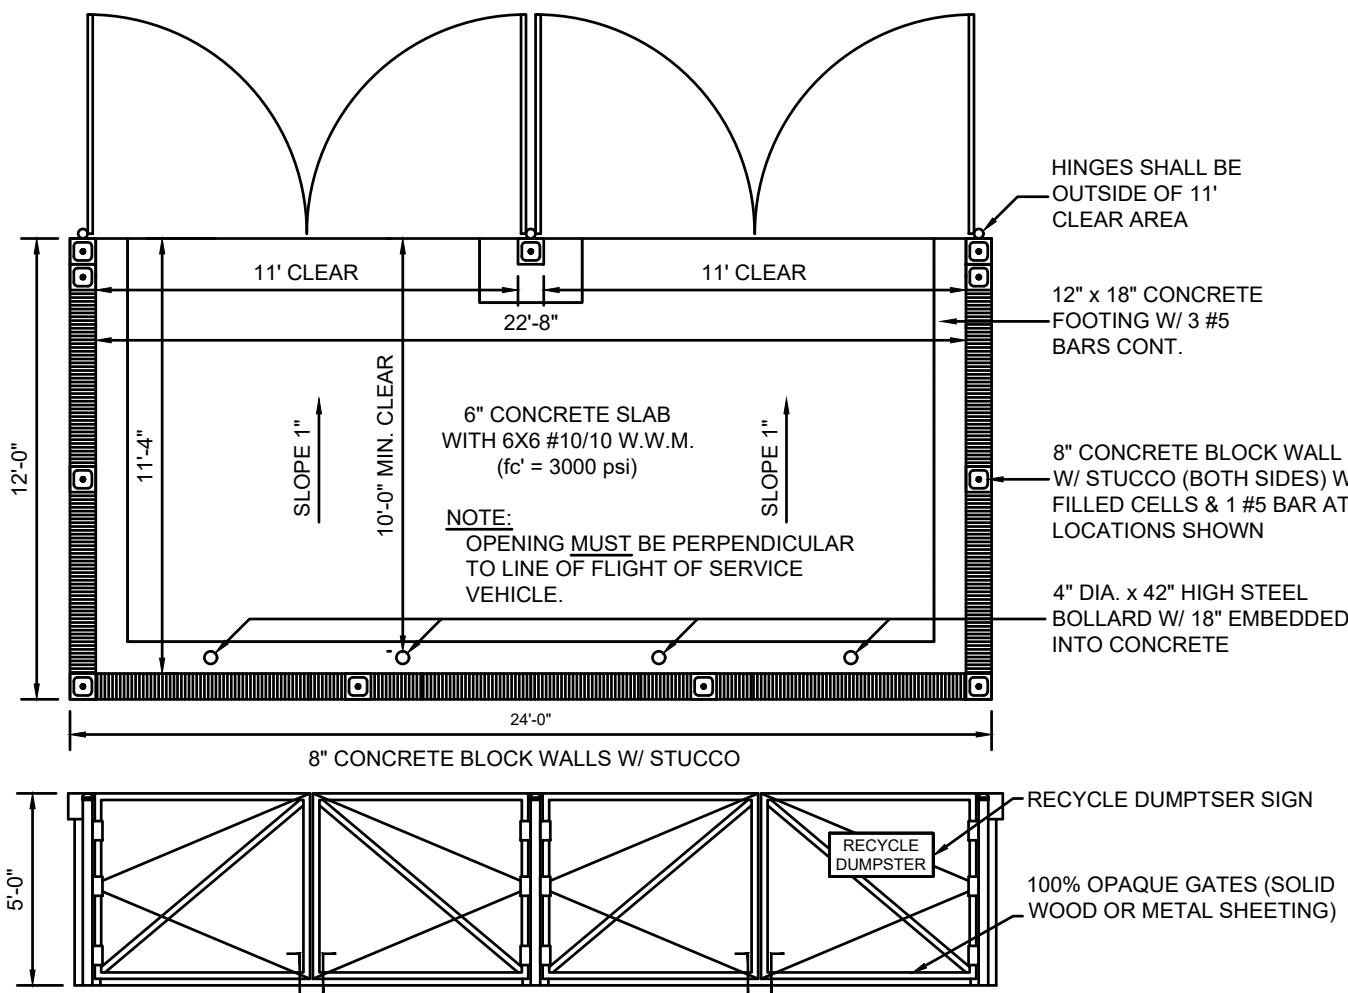 HINGES SHALL BE
OUTSIDE OF 11'
CLEAR AREA
11' CLEAR
11' CLEAR
12" x 18" CONCRETE
FOOTING W/ 3 #5
BARS CONT.
22'-8"
12'-0"
11'-4"
10'-0" MIN. CLEAR
SLOPE 1"
6" CONCRETE SLAB
WITH 6X6 #10/10 W.W.M.
(fc' = 3000 psi)
SLOPE 1"
8" CONCRETE BLOCK WALL
W/ STUCCO (BOTH SIDES) W
FILLED CELLS & 1 #5 BAR AT
LOCATIONS SHOWN
NOTE:
OPENING MUST BE PERPENDICULAR
TO LINE OF FLIGHT OF SERVICE
VEHICLE.
4" DIA. x 42" HIGH STEEL
BOLLARD W/ 18" EMBEDDED
INTO CONCRETE
24'-0"
8" CONCRETE BLOCK WALLS W/ STUCCO
5'-0"
RECYCLE DUMPTSER SIGN
RECYCLE
DUMPSTER
100% OPAQUE GATES (SOLID
WOOD OR METAL SHEETING)